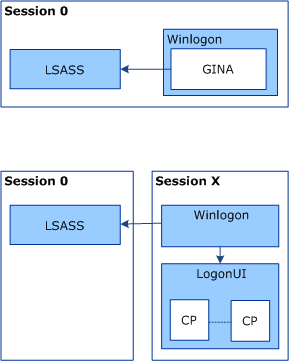 Session 0
Winlogon
LSASS
GINA
Session 0
Session X
LSASS
Winlogon
LogonUI
CP
CP